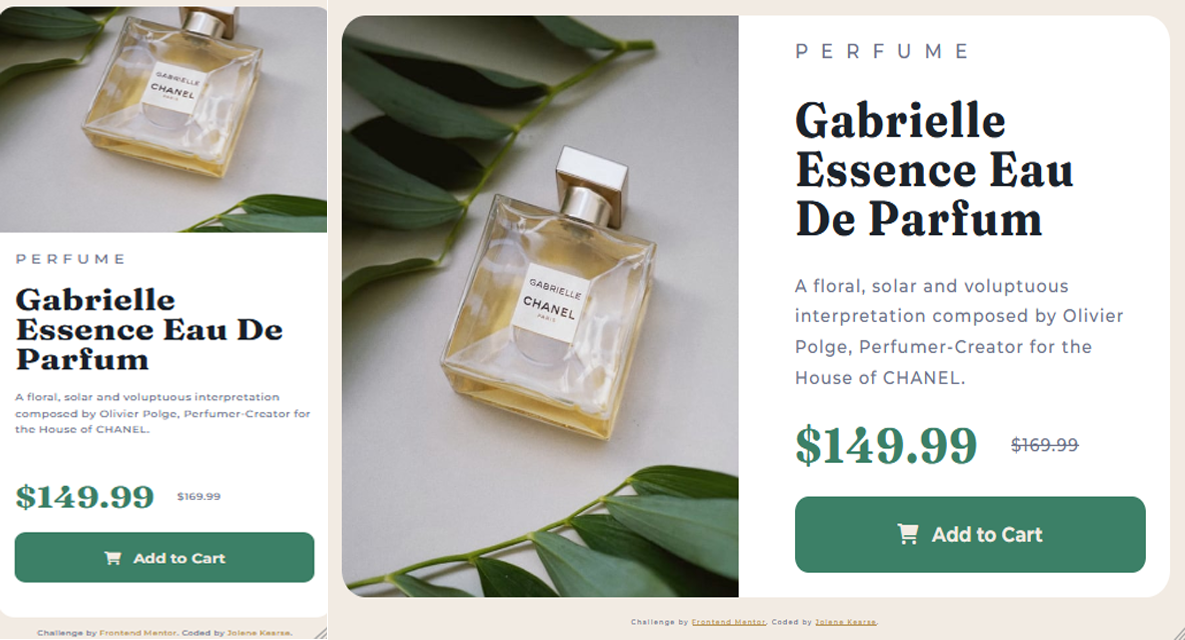 GABRIELLE
CHANEL
PARIS
PERFUME
Gabrielle
Essence Eau De
Parfum
A floral, solar and voluptuous interpretation
composed by Olivier Polge, Perfumer-Creator for
the House of CHANEL.
$149.99 $169.99
Add to Cart
Challenge by Frontend Mentor. Coded by Jolene Kearse.
GABRIELLE
CHANEL
PARIS
PERFUME
Gabrielle
Essence Eau
De Parfum
A floral, solar and voluptuous
interpretation composed by Olivier
Polge, Perfumer-Creator for the
House of CHANEL.
$149.99 $169.99
Add to Cart
Challenge by Frontend Mentor. Coded by Jolene Kearse.